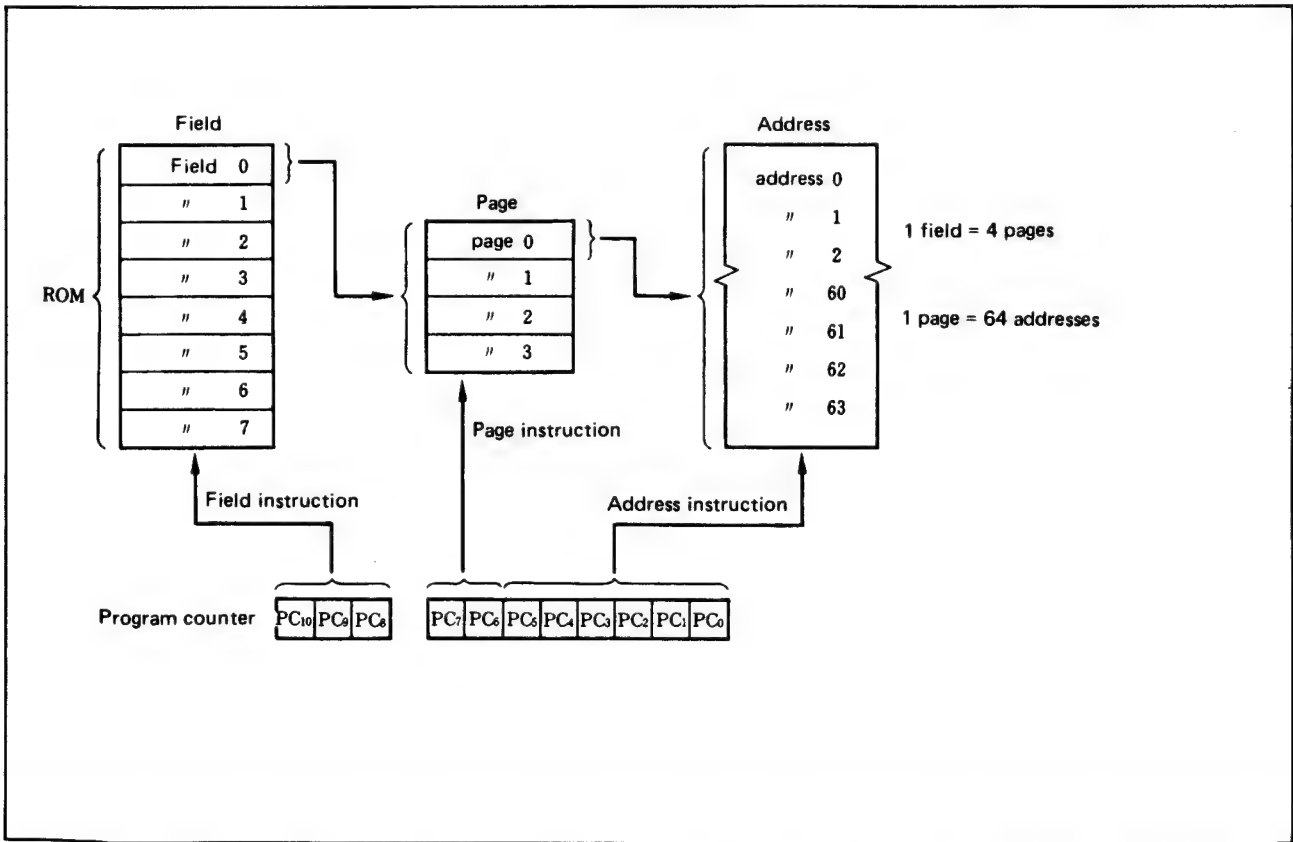 Field
Field 0
〃 1
〃 2
〃 3
〃 4
〃 5
〃 6
〃 7
ROM
Page
page 0
〃 1
〃 2
〃 3
Address
address 0
〃 1
〃 2
〃 60
〃 61
〃 62
〃 63
1 field = 4 pages
1 page = 64 addresses
Field instruction
Page instruction
Address instruction
Program counter
PC₁₀ PC₉ PC₈ PC₇ PC₆ PC₅ PC₄ PC₃ PC₂ PC₁ PC₀